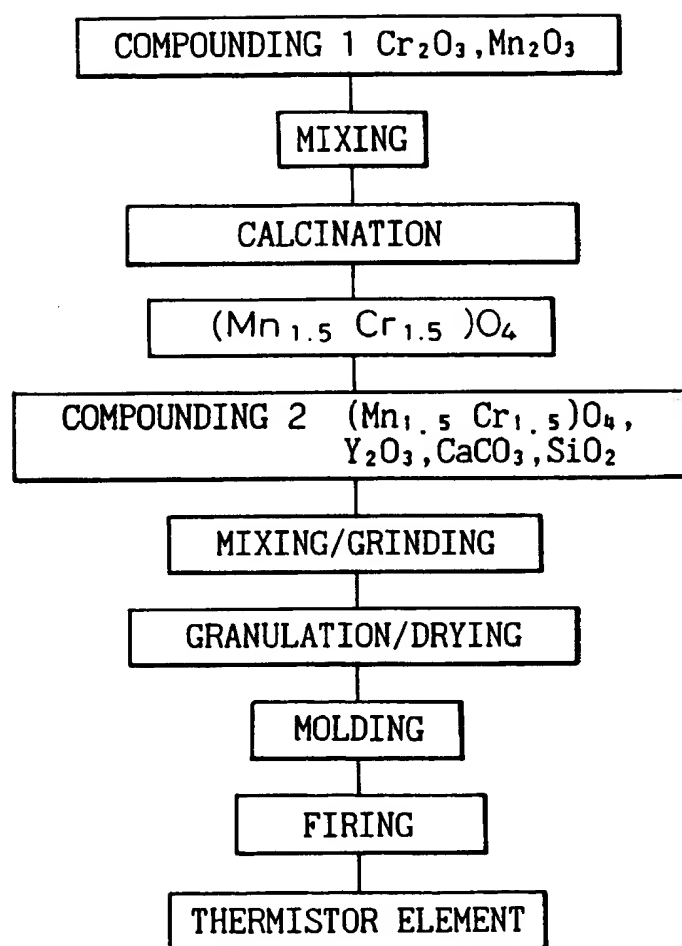 COMPOUNDING 1 Cr₂O₃,Mn₂O₃
MIXING
CALCINATION
(Mn₁.₅ Cr₁.₅ )O₄
COMPOUNDING 2 (Mn₁.₅ Cr₁.₅)O₄,
Y₂O₃,CaCO₃,SiO₂
MIXING/GRINDING
GRANULATION/DRYING
MOLDING
FIRING
THERMISTOR ELEMENT